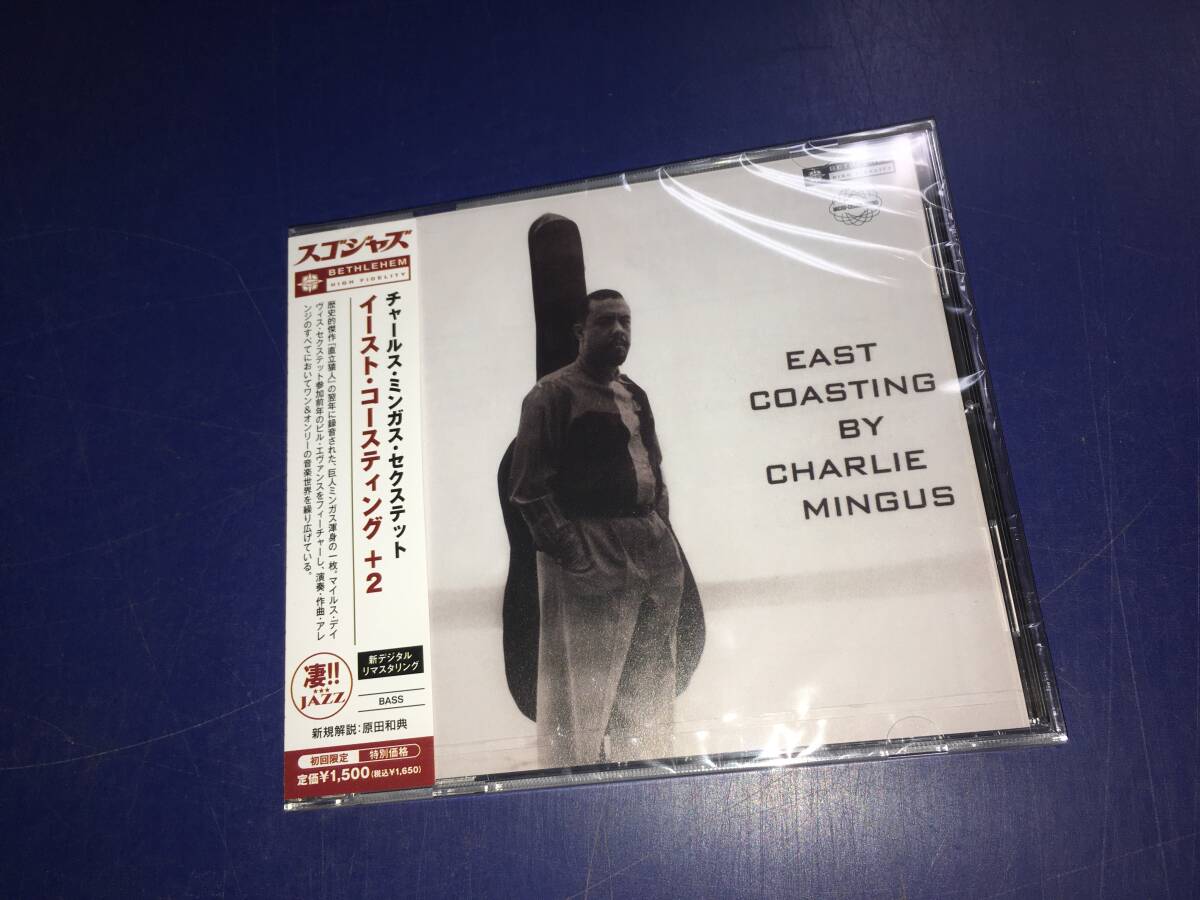 スゴジャズ
BETHLEHEM
HIGH FIDELITY
チャールス・ミンガス・セクステット
イースト・コースティング +2
歴史的傑作「直立猿人」の翌年に録音された、巨人ミンガス渾身の一枚。マイルス・デイ
ヴィス・セクステット参加前年のビル・エヴァンスをフィーチャーし、演奏・作曲・アレ
ンジのすべてにおいてワン&オンリーの音楽世界を繰り広げている。
凄!!
JAZZ
新デジタル
リマスタリング
BASS
新規解説:原田和典
初回限定
特別価格
定価¥1,500(税込¥1,650)
HIGH FIDELITY
EAST
COASTING
BY
CHARLIE
MINGUS